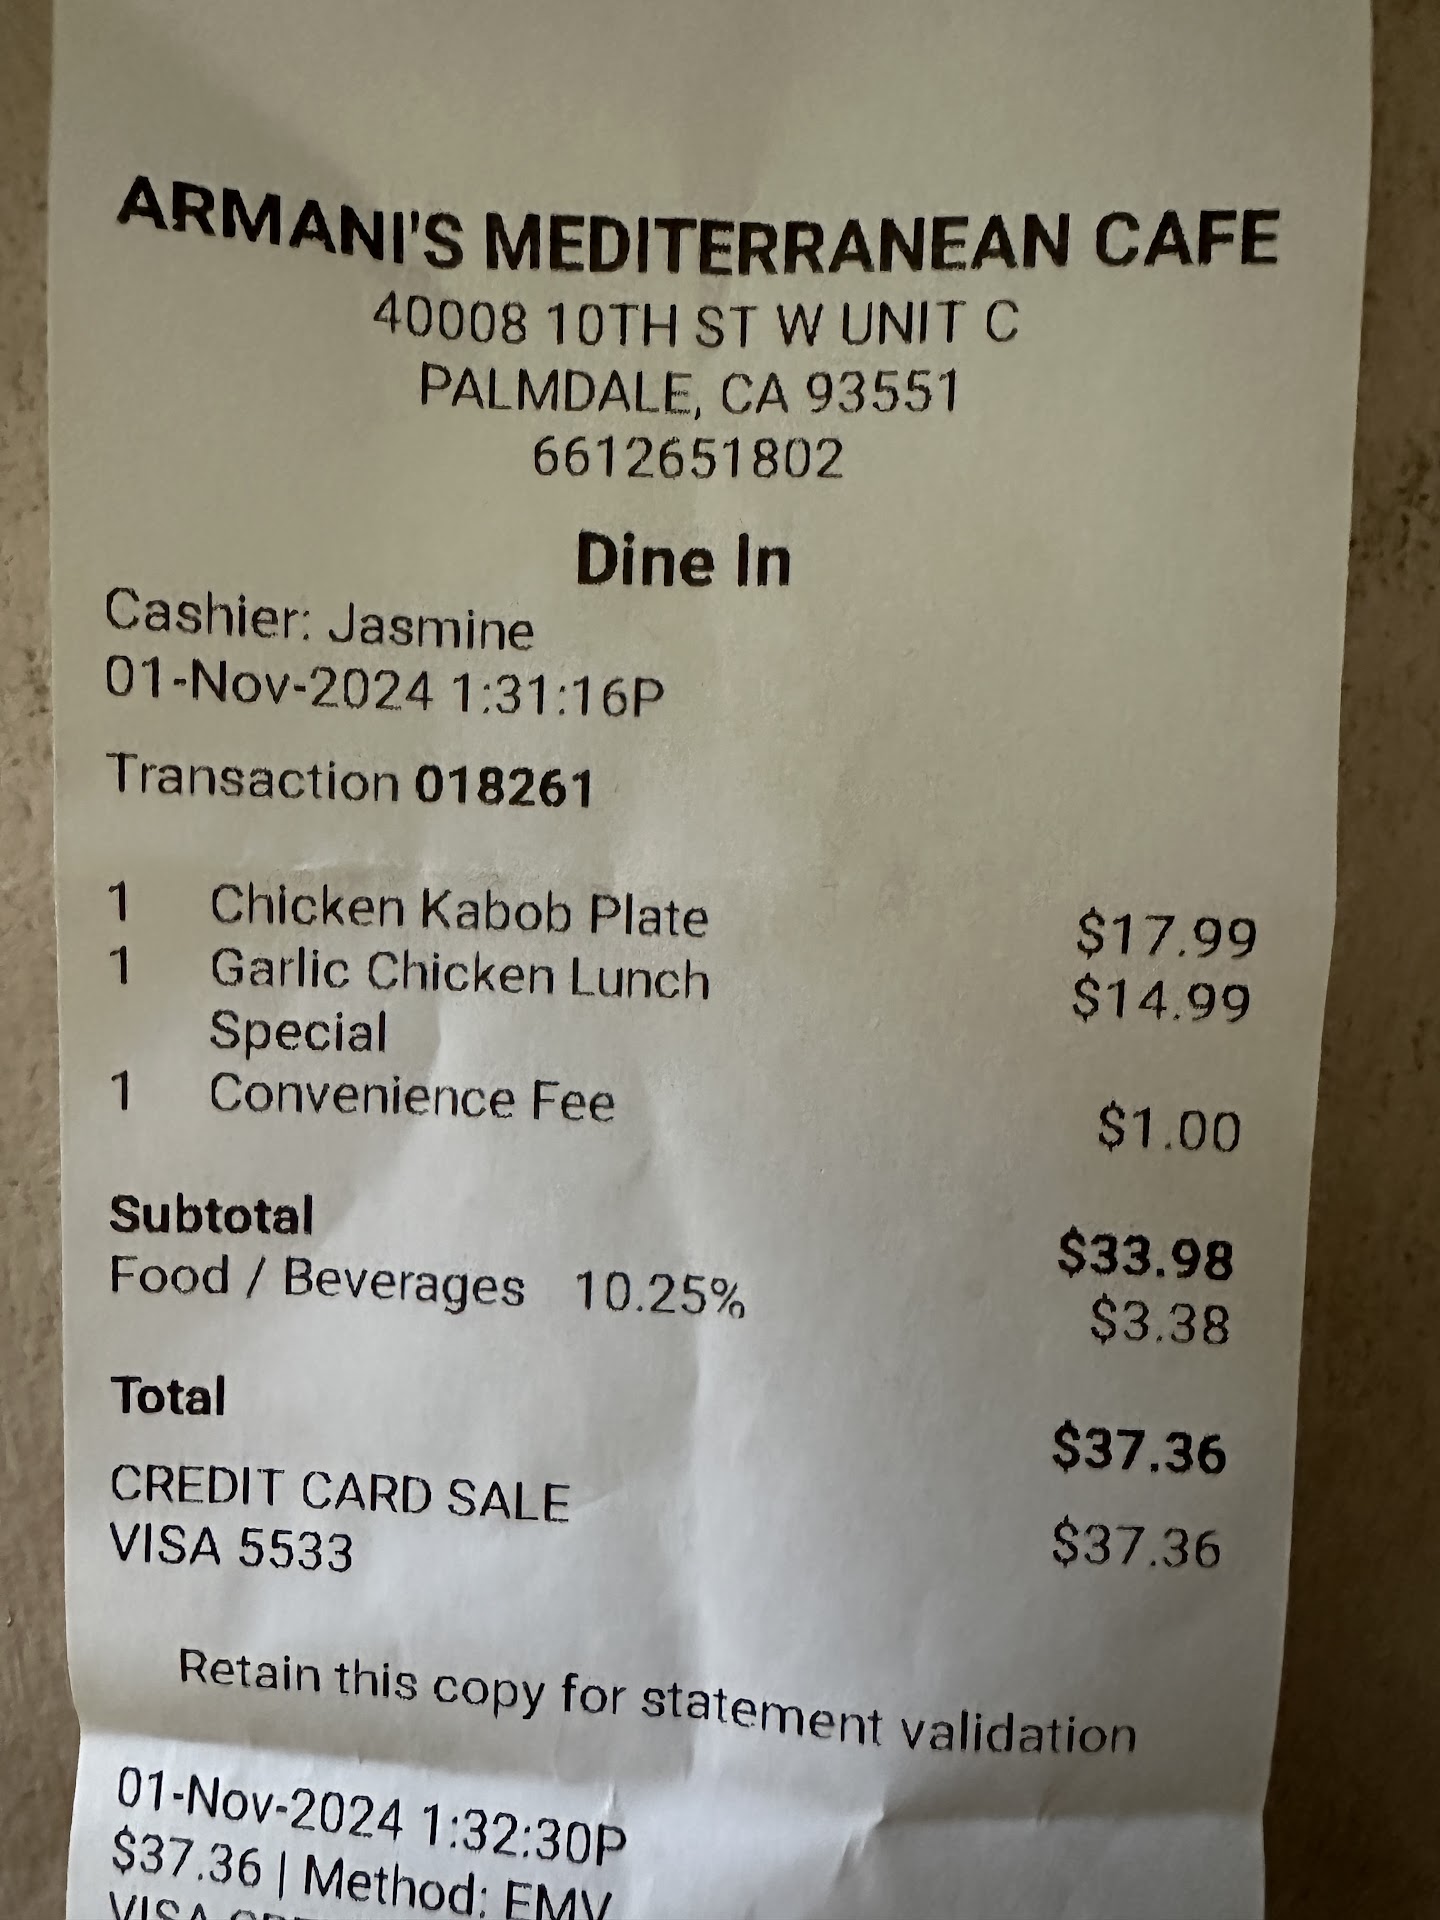 ARMANI'S MEDITERRANEAN CAFE
40008 10TH ST W UNIT C
PALMDALE, CA 93551
6612651802
Dine In
Cashier: Jasmine
01-Nov-2024 1:31:16P
Transaction 018261
1 Chicken Kabob Plate $17.99
1 Garlic Chicken Lunch $14.99
Special
1 Convenience Fee $1.00
Subtotal $33.98
Food / Beverages 10.25% $3.38
Total $37.36
CREDIT CARD SALE $37.36
VISA 5533
Retain this copy for statement validation
01-Nov-2024 1:32:30P
$37.36 | Method: EMV
VISA